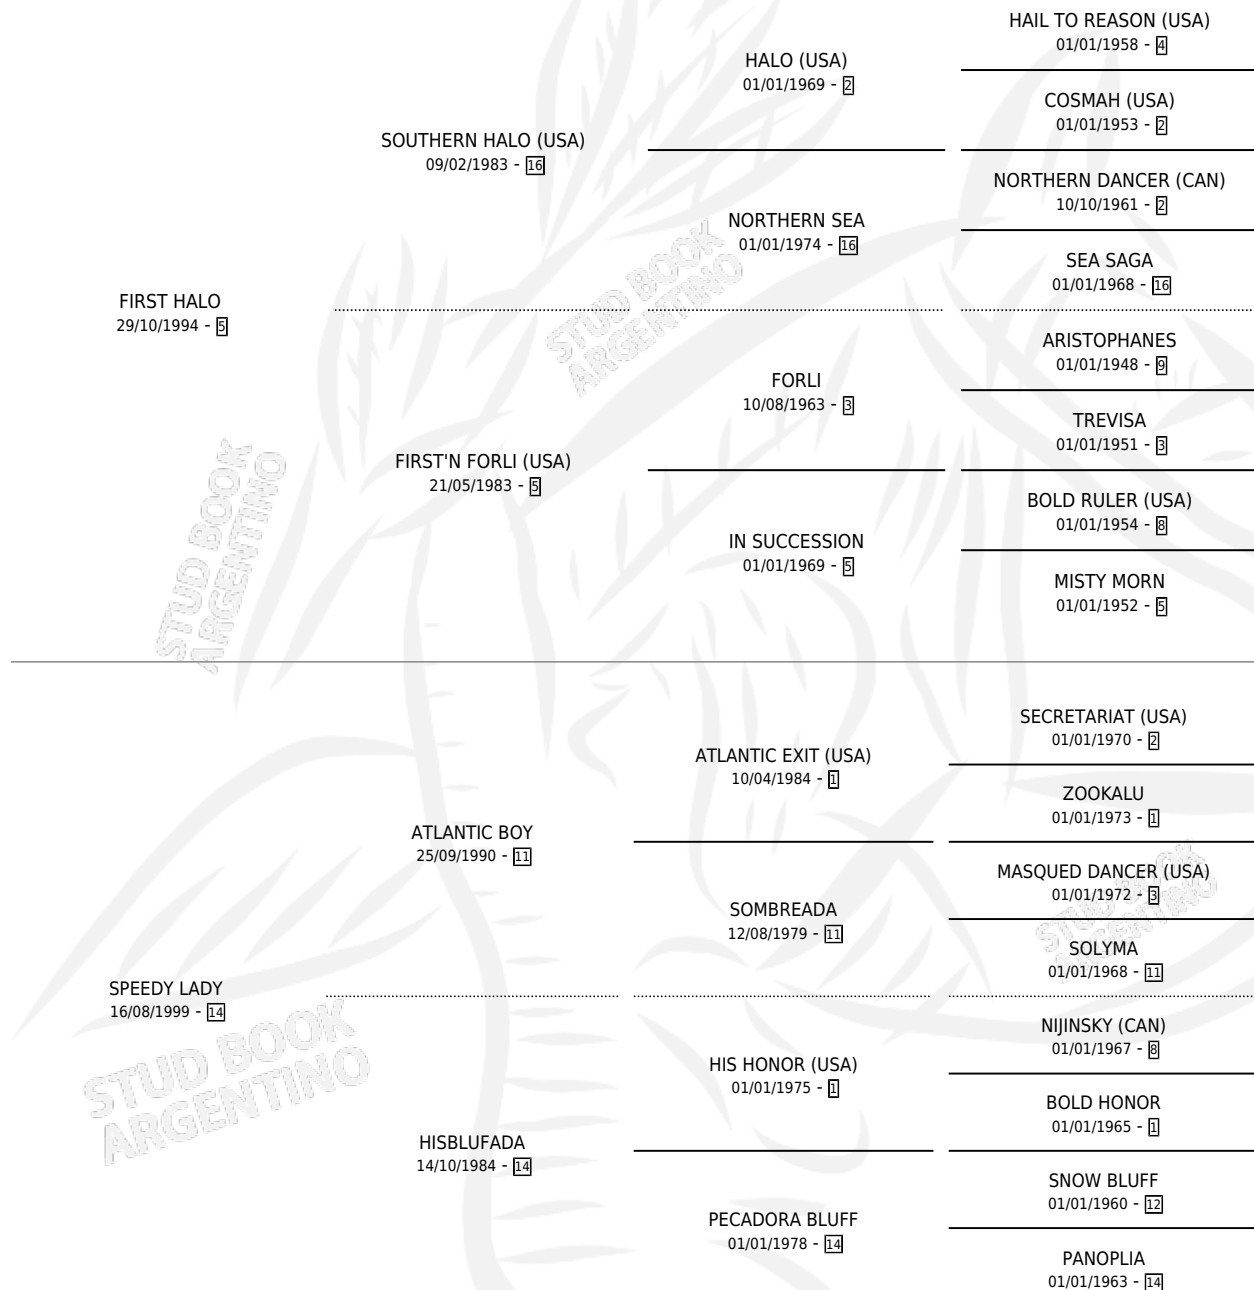 HAIL TO REASON (USA)
01/01/1958 - 4
HALO (USA)
01/01/1969 - 2
COSMAH (USA)
01/01/1953 - 2
SOUTHERN HALO (USA)
09/02/1983 - 16
NORTHERN DANCER (CAN)
10/10/1961 - 2
NORTHERN SEA
01/01/1974 - 16
SEA SAGA
01/01/1968 - 16
FIRST HALO
29/10/1994 - 5
STUD BOOK
ARGENTINO
ARISTOPHANES
01/01/1948 - 9
FORLI
10/08/1963 - 3
TREVISA
01/01/1951 - 3
FIRST'N FORLI (USA)
21/05/1983 - 5
BOLD RULER (USA)
01/01/1954 - 8
IN SUCCESSION
01/01/1969 - 5
MISTY MORN
01/01/1952 - 5
STUD BOOK
ARGENTINO
SECRETARIAT (USA)
01/01/1970 - 2
ATLANTIC EXIT (USA)
10/04/1984 - 1
ZOOKALU
01/01/1973 - 1
ATLANTIC BOY
25/09/1990 - 11
MASQUED DANCER (USA)
01/01/1972 - 3
SOMBREADA
12/08/1979 - 11
SOLYMA
01/01/1968 - 11
STUD BOOK
ARGENTINO
SPEEDY LADY
16/08/1999 - 14
STUD BOOK
ARGENTINO
NIJINSKY (CAN)
01/01/1967 - 8
HIS HONOR (USA)
01/01/1975 - 1
BOLD HONOR
01/01/1965 - 1
HISBLUFADA
14/10/1984 - 14
SNOW BLUFF
01/01/1960 - 12
PECADORA BLUFF
01/01/1978 - 14
PANOPLIA
01/01/1963 - 14